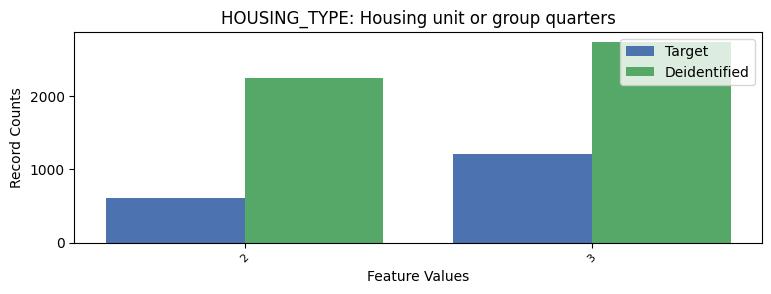 HOUSING_TYPE: Housing unit or group quarters
Target
Deidentified
Record Counts
2000
1000
0
2
3
Feature Values